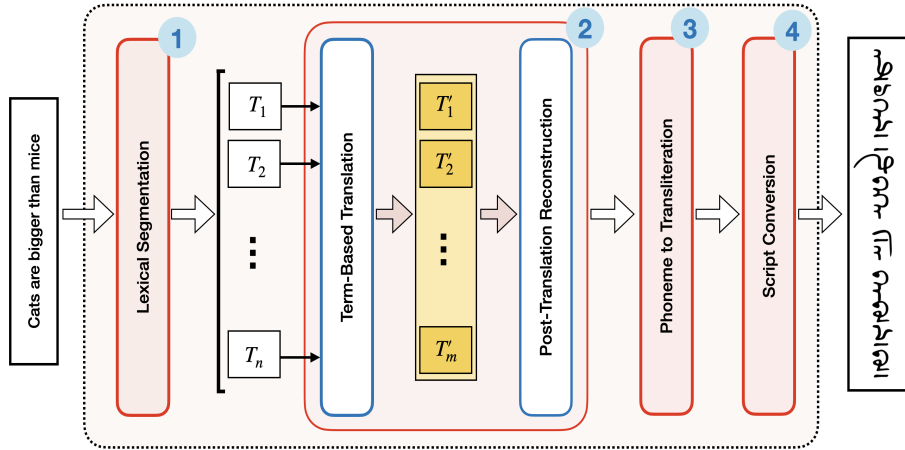 Cats are bigger than mice
1
Lexical Segmentation
T1
T2
...
Tn
2
Term-Based Translation
T′1
T′2
...
T′m
Post-Translation Reconstruction
3
Phoneme to Transliteration
4
Script Conversion